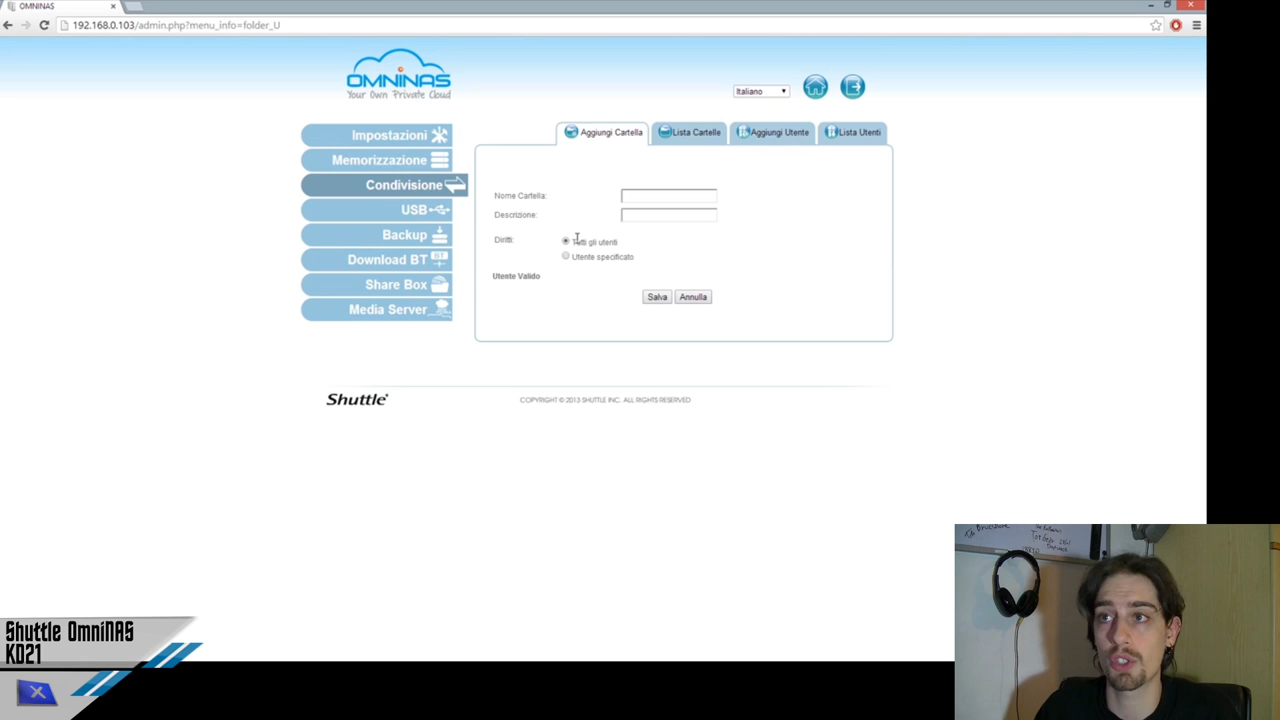 OMNINAS
192.168.0.103/admin.php?menu_info=folder_U
OMNINAS
Your Own Private Cloud
Italiano
Impostazioni
Memorizzazione
Condivisione
USB
Backup
Download BT
Share Box
Media Server
Aggiungi Cartella
Lista Cartelle
Aggiungi Utente
Lista Utenti
Nome Cartella:
Descrizione:
Diritti:
Tutti gli utenti
Utente specificato
Utente Valido
Salva
Annulla
Shuttle
COPYRIGHT © 2013 SHUTTLE INC. ALL RIGHTS RESERVED
Shuttle OmniNAS
KD21
X